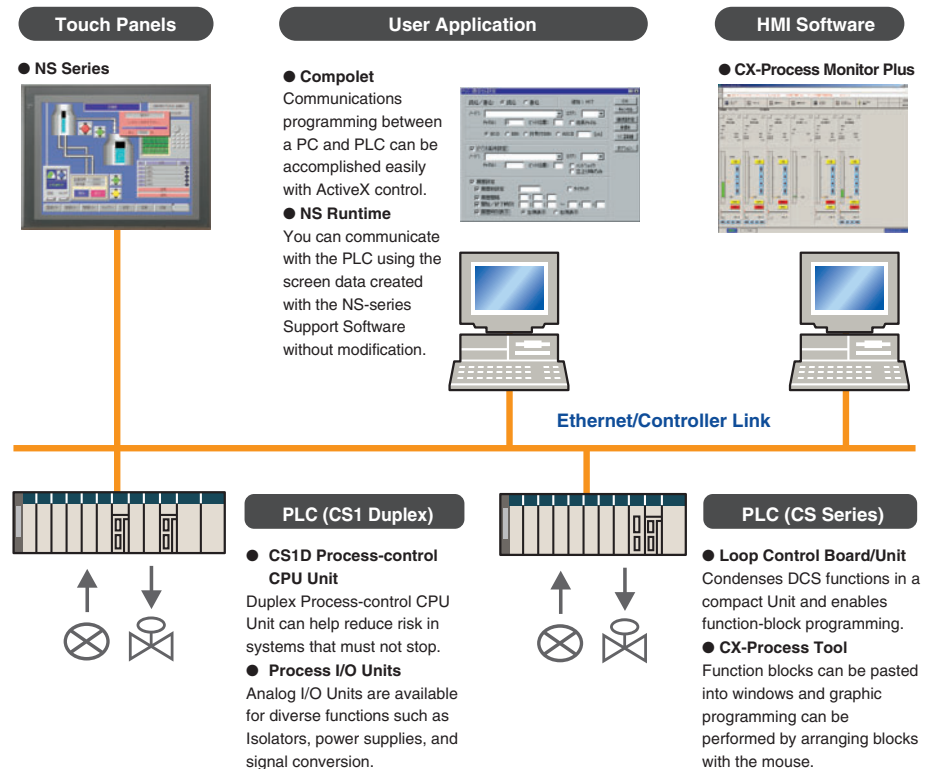 Touch Panels
● NS Series
User Application
● Compolet
Communications
programming between
a PC and PLC can be
accomplished easily
with ActiveX control.
● NS Runtime
You can communicate
with the PLC using the
screen data created
with the NS-series
Support Software
without modification.
HMI Software
● CX-Process Monitor Plus
Ethernet/Controller Link
PLC (CS1 Duplex)
● CS1D Process-control
CPU Unit
Duplex Process-control CPU
Unit can help reduce risk in
systems that must not stop.
● Process I/O Units
Analog I/O Units are available
for diverse functions such as
Isolators, power supplies, and
signal conversion.
PLC (CS Series)
● Loop Control Board/Unit
Condenses DCS functions in a
compact Unit and enables
function-block programming.
● CX-Process Tool
Function blocks can be pasted
into windows and graphic
programming can be
performed by arranging blocks
with the mouse.